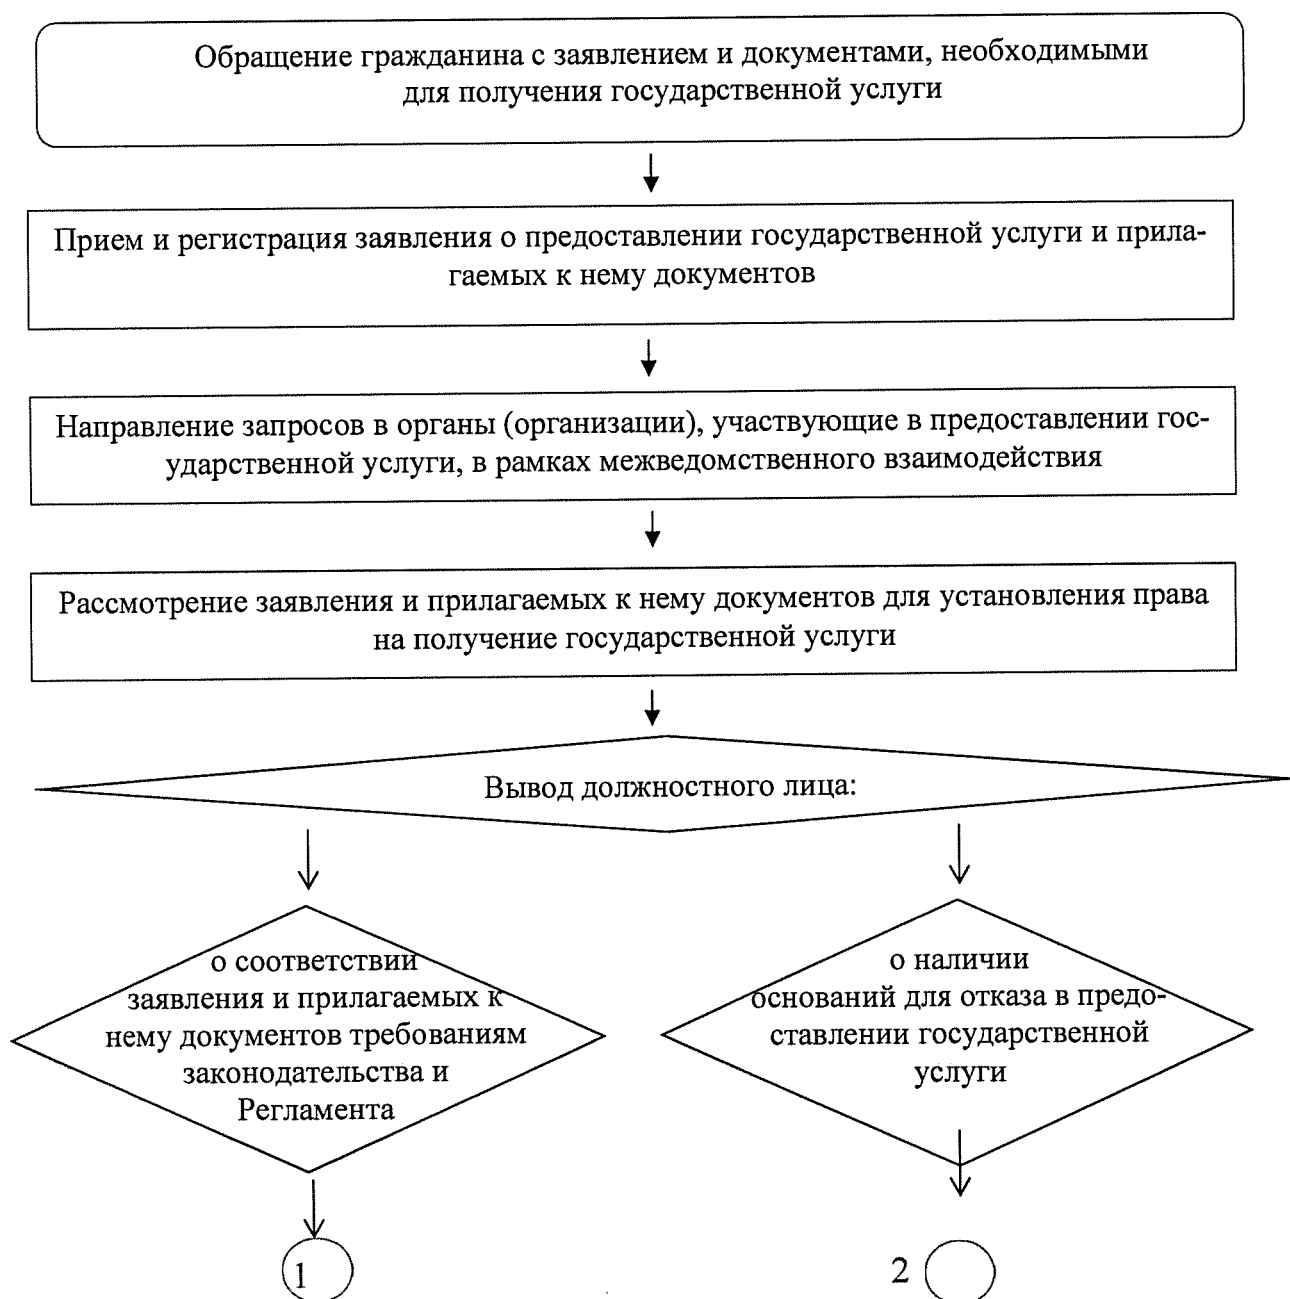 Обращение гражданина с заявлением и документами, необходимыми
для получения государственной услуги
Прием и регистрация заявления о предоставлении государственной услуги и прила-
гаемых к нему документов
Направление запросов в органы (организации), участвующие в предоставлении гос-
ударственной услуги, в рамках межведомственного взаимодействия
Рассмотрение заявления и прилагаемых к нему документов для установления права
на получение государственной услуги
Вывод должностного лица:
о соответствии
заявления и прилагаемых к
нему документов требованиям
законодательства и
Регламента
о наличии
оснований для отказа в предо-
ставлении государственной
услуги
1
2